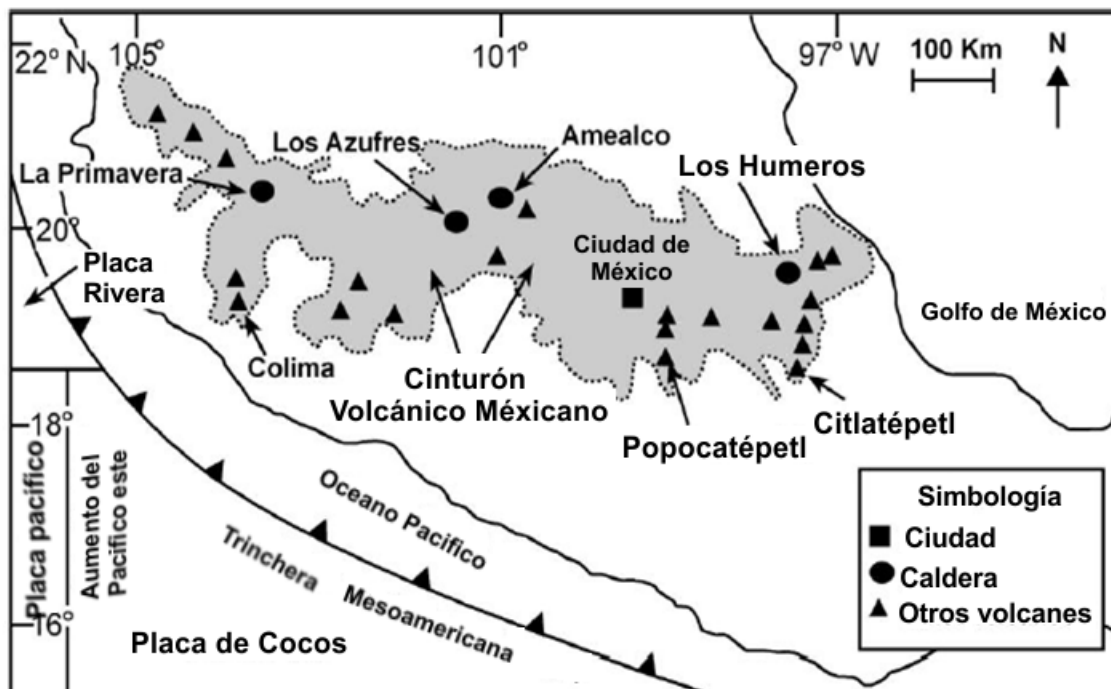 22° N
105°
101°
97° W
100 Km
N
Los Azufres
Amealco
La Primavera
Los Humeros
20°
Ciudad de
México
Placa
Rivera
Golfo de México
Colima
Cinturón
Volcánico Méxicano
Citlatépetl
Popocatépetl
18°
Placa pacífico
Aumento del
Pacifico este
Oceano Pacifico
Trinchera Mesoamericana
16°
Placa de Cocos
Simbología
Ciudad
Caldera
Otros volcanes